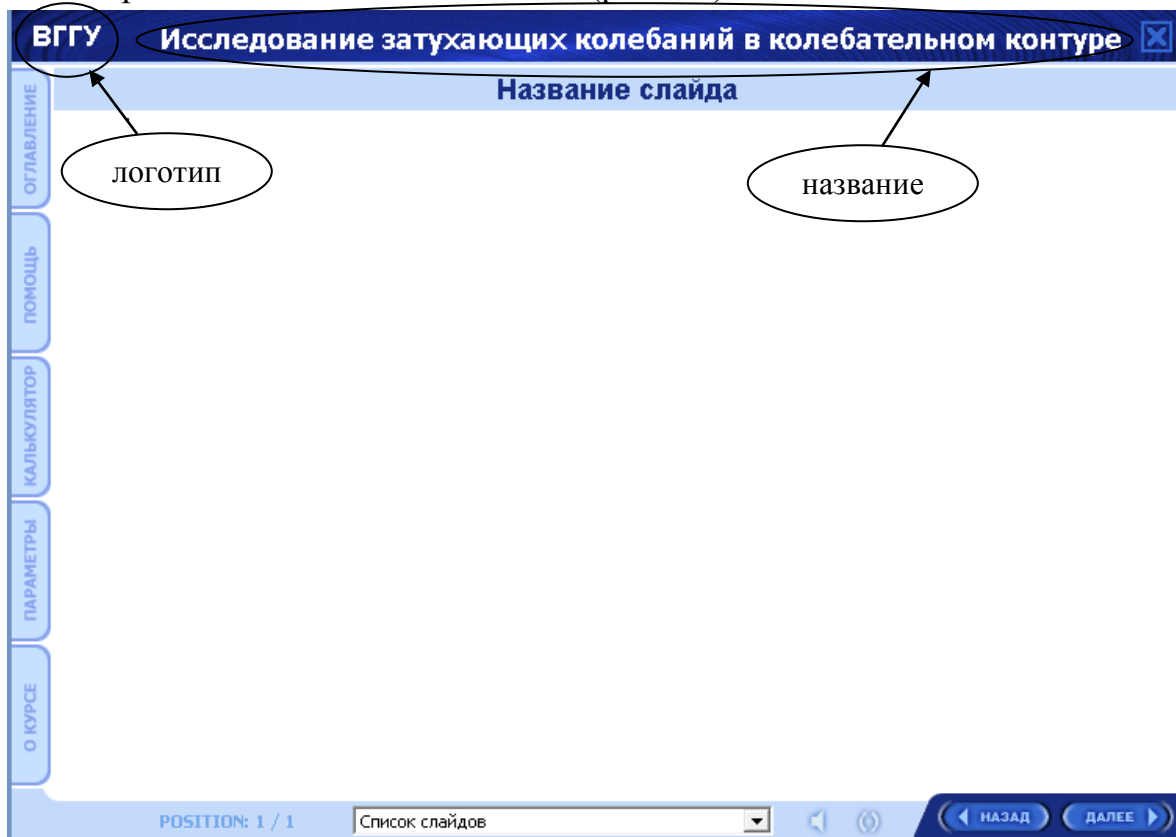 ВГГУ
Исследование затухающих колебаний в колебательном контуре
Название слайда
логотип
название
ОГЛАВЛЕНИЕ
ПОМОЩЬ
КАЛЬКУЛЯТОР
ПАРАМЕТРЫ
О КУРСЕ
POSITION: 1 / 1
Список слайдов
НАЗАД
ДАЛЕЕ